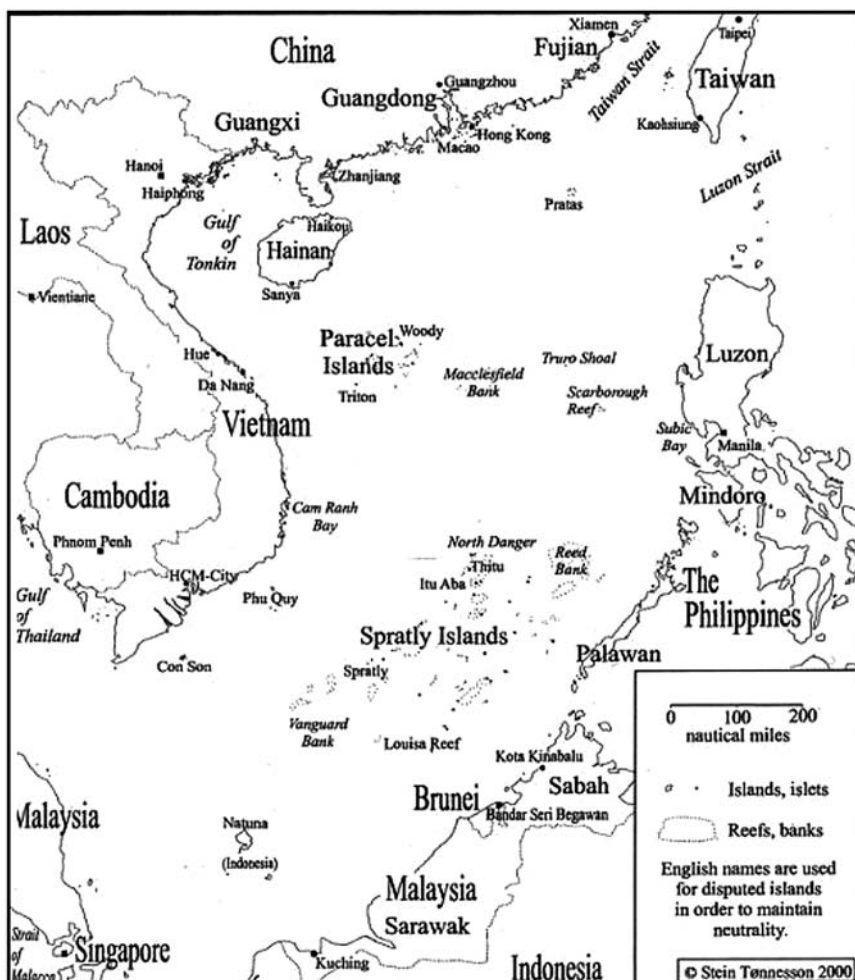 Xiamen
Taipei
China
Fujian
Taiwan Strait
Taiwan
Guangzhou
Guangdong
Guangxi
Kaohsiung
Hong Kong
Macao
Hanoi
Haiphong
Zhanjiang
Luzon Strait
Pratas
Laos
Gulf
of
Tonkin
Haikou
Hainan
Vientiane
Sanya
Woody
Paracel
Islands
Luzon
Hue
Truro Shoal
Macclesfield
Bank
Da Nang
Triton
Scarborough
Reef
Vietnam
Subic
Bay
Manila
Cambodia
Mindoro
Cam Ranh
Bay
Phnom Penh
North Danger
Reed
Bank
Thitu
HCM-City
Itu Aba
The
Philippines
Gulf
of
Thailand
Phu Quy
Spratly Islands
Palawan
Con Son
Spratly
0 100 200
nautical miles
Vanguard
Bank
Louisa Reef
Kota Kinabalu
Sabah
Islands, islets
Brunei
Bandar Seri Begawan
Malaysia
Natuna
(Indonesia)
Reefs, banks
English names are used
for disputed islands
in order to maintain
neutrality.
Malaysia
Sarawak
Strait
of
Malacca
Singapore
Kuching
Indonesia
© Stein Tønnesson 2000